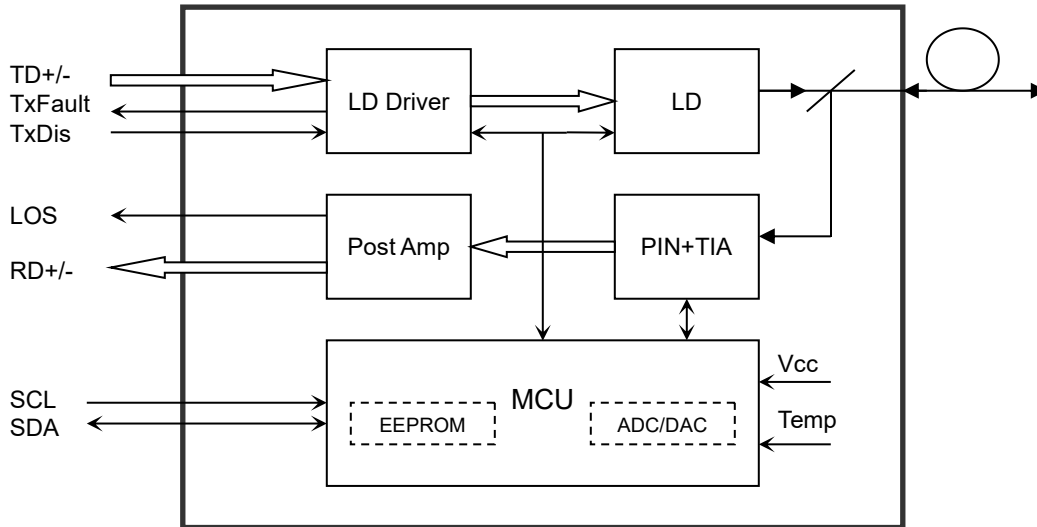 TD+/-
TxFault
TxDis
LD Driver
LD
LOS
RD+/-
Post Amp
PIN+TIA
SCL
SDA
MCU
EEPROM
ADC/DAC
Vcc
Temp